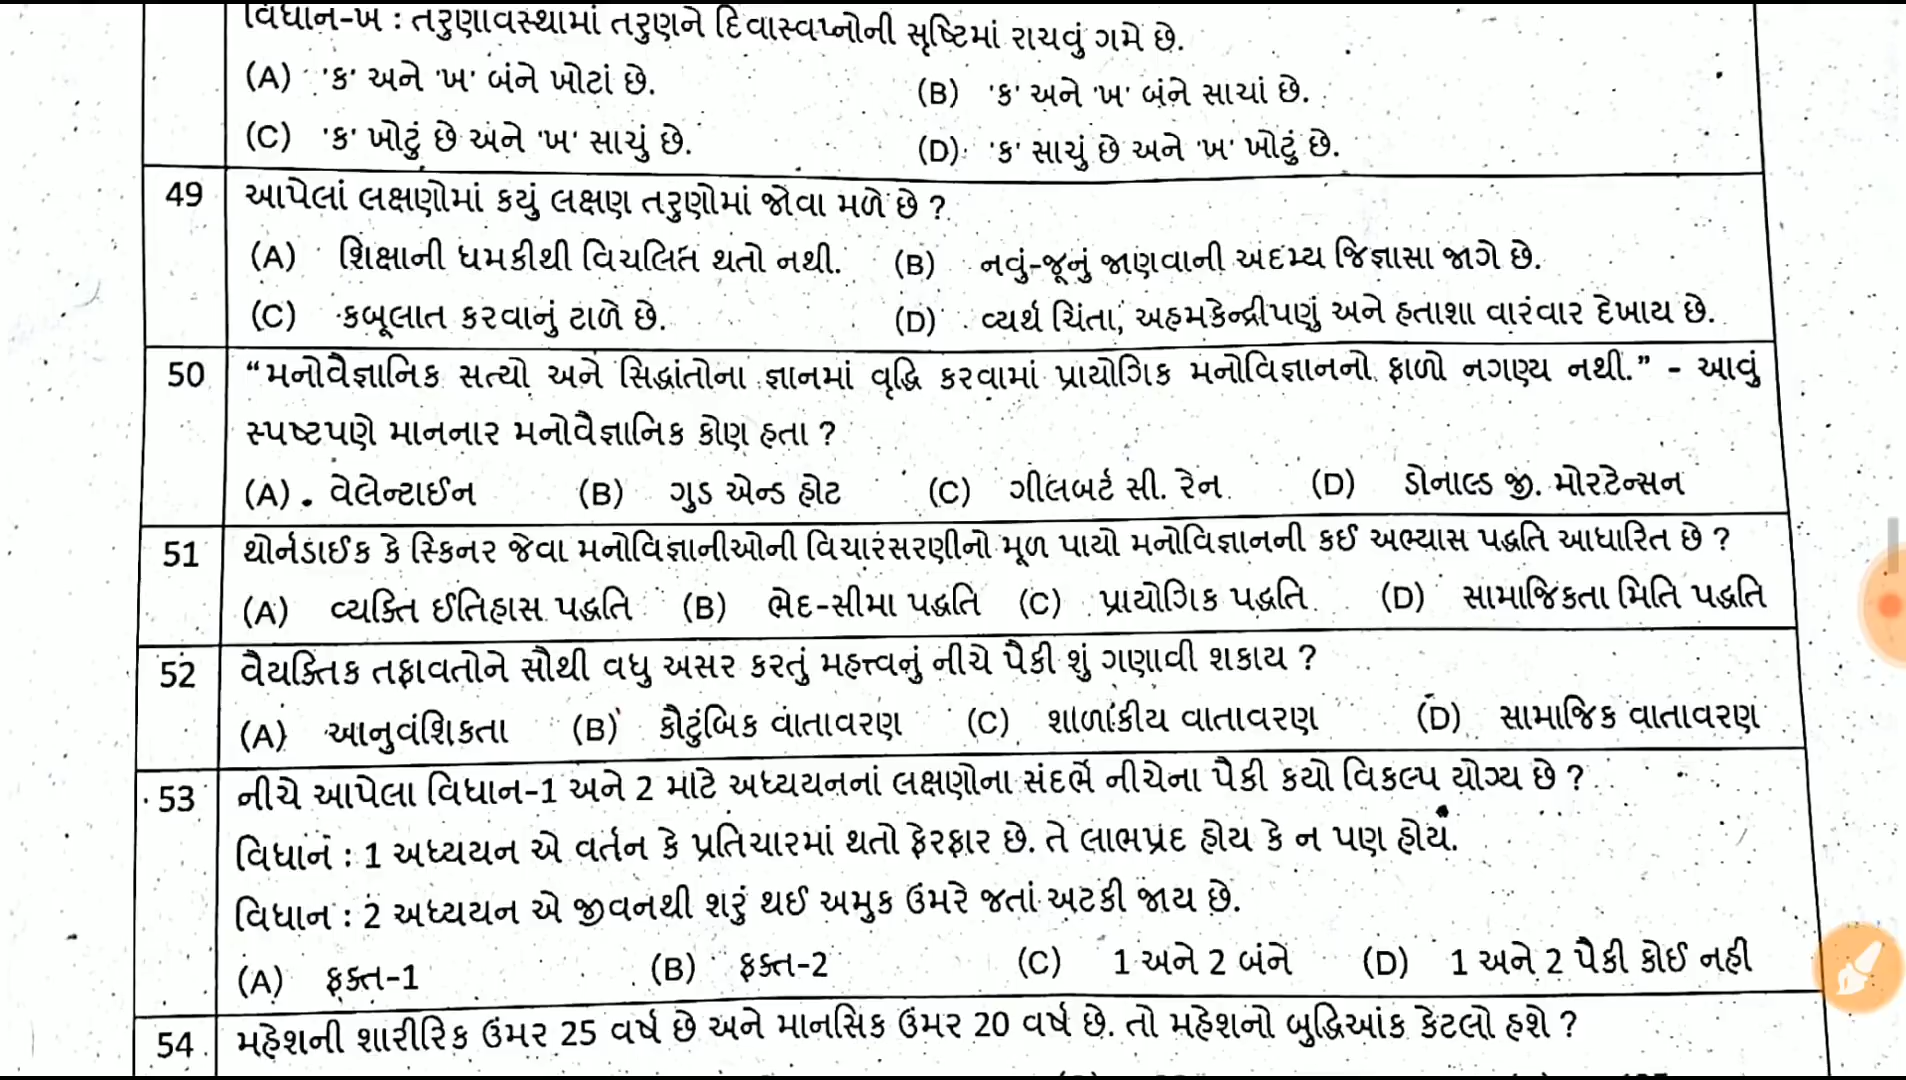 વિધાન-ખ : તરુણાવસ્થામાં તરુણને દિવાસ્વપ્નોની સૃષ્ટિમાં રાચવું ગમે છે.
(A) 'ક' અને 'ખ' બંને ખોટાં છે. (B) 'ક' અને 'ખ' બંને સાચાં છે.
(C) 'ક' ખોટું છે અને 'ખ' સાચું છે. (D) 'ક' સાચું છે અને 'ખ' ખોટું છે.
49 આપેલાં લક્ષણોમાં કયું લક્ષણ તરુણોમાં જોવા મળે છે ?
(A) શિક્ષાની ધમકીથી વિચલિત થતો નથી. (B) નવું-જૂનું જાણવાની અદમ્ય જિજ્ઞાસા જાગે છે.
(C) કબૂલાત કરવાનું ટાળે છે. (D) વ્યર્થ ચિંતા, અહમકેન્દ્રીપણું અને હતાશા વારંવાર દેખાય છે.
50 “મનોવૈજ્ઞાનિક સત્યો અને સિદ્ધાંતોના જ્ઞાનમાં વૃદ્ધિ કરવામાં પ્રાયોગિક મનોવિજ્ઞાનનો ફાળો નગણ્ય નથી.” - આવું
સ્પષ્ટપણે માનનાર મનોવૈજ્ઞાનિક કોણ હતા ?
(A) વેલેન્ટાઈન (B) ગુડ એન્ડ હોટ (C) ગીલબર્ટ સી. રેન (D) ડોનાલ્ડ જી. મોરટેન્સન
51 થોર્નડાઈક કે સ્કિનર જેવા મનોવિજ્ઞાનીઓની વિચારસરણીનો મૂળ પાયો મનોવિજ્ઞાનની કઈ અભ્યાસ પદ્ધતિ આધારિત છે ?
(A) વ્યક્તિ ઈતિહાસ પદ્ધતિ (B) ભેદ-સીમા પદ્ધતિ (C) પ્રાયોગિક પદ્ધતિ (D) સામાજિકતા મિતિ પદ્ધતિ
52 વૈયક્તિક તફાવતોને સૌથી વધુ અસર કરતું મહત્ત્વનું નીચે પૈકી શું ગણાવી શકાય ?
(A) આનુવંશિકતા (B) કૌટુંબિક વાતાવરણ (C) શાળાકીય વાતાવરણ (D) સામાજિક વાતાવરણ
53 નીચે આપેલા વિધાન-1 અને 2 માટે અધ્યયનનાં લક્ષણોના સંદર્ભે નીચેના પૈકી કયો વિકલ્પ યોગ્ય છે ?
વિધાન : 1 અધ્યયન એ વર્તન કે પ્રતિચારમાં થતો ફેરફાર છે. તે લાભપ્રદ હોય કે ન પણ હોય.
વિધાન : 2 અધ્યયન એ જીવનથી શરું થઈ અમુક ઉંમરે જતાં અટકી જાય છે.
(A) ફક્ત-1 (B) ફક્ત-2 (C) 1 અને 2 બંને (D) 1 અને 2 પૈકી કોઈ નહી
54 મહેશની શારીરિક ઉંમર 25 વર્ષ છે અને માનસિક ઉંમર 20 વર્ષ છે. તો મહેશનો બુદ્ધિઆંક કેટલો હશે ?